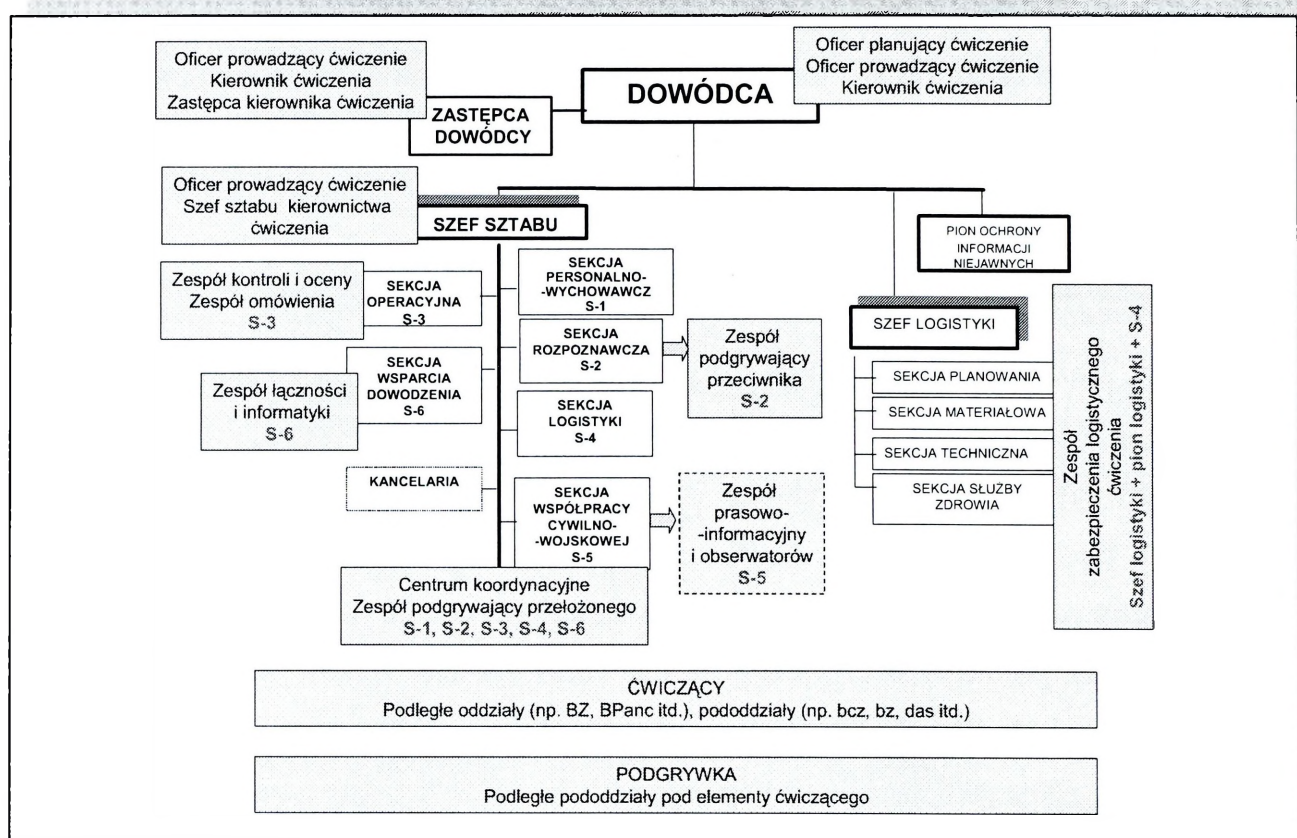 Oficer prowadzący ćwiczenie
Kierownik ćwiczenia
Zastępca kierownika ćwiczenia
ZASTĘPCA
DOWÓDCY
DOWÓDCA
Oficer planujący ćwiczenie
Oficer prowadzący ćwiczenie
Kierownik ćwiczenia
Oficer prowadzący ćwiczenie
Szef sztabu kierownictwa
ćwiczenia
SZEF SZTABU
PION OCHRONY
INFORMACJI
NIEJAWNYCH
Zespół kontroli i oceny
Zespół omówienia
S-3
SEKCJA
OPERACYJNA
S-3
SEKCJA
PERSONALNO-
-WYCHOWAWCZ
S-1
Zespół łączności
i informatyki
S-6
SEKCJA
WSPARCIA
DOWODZENIA
S-6
SEKCJA
ROZPOZNAWCZA
S-2
Zespół
podgrywający
przeciwnika
S-2
SEKCJA
LOGISTYKI
S-4
KANCELARIA
SEKCJA
WSPÓŁPRACY
CYWILNO-
-WOJSKOWEJ
S-5
Zespół
prasowo-
-informacyjny
i obserwatorów
S-5
Centrum koordynacyjne
Zespół podgrywający przełożonego
S-1, S-2, S-3, S-4, S-6
SZEF LOGISTYKI
SEKCJA PLANOWANIA
SEKCJA MATERIAŁOWA
SEKCJA TECHNICZNA
SEKCJA SŁUŻBY
ZDROWIA
Zespół
zabezpieczenia logistycznego
ćwiczenia
Szef logistyki + pion logistyki + S-4
ĆWICZĄCY
Podległe oddziały (np. BZ, BPanc itd.), pododdziały (np. bcz, bz, das itd.)
PODGRYWKA
Podległe pododdziały pod elementy ćwiczącego